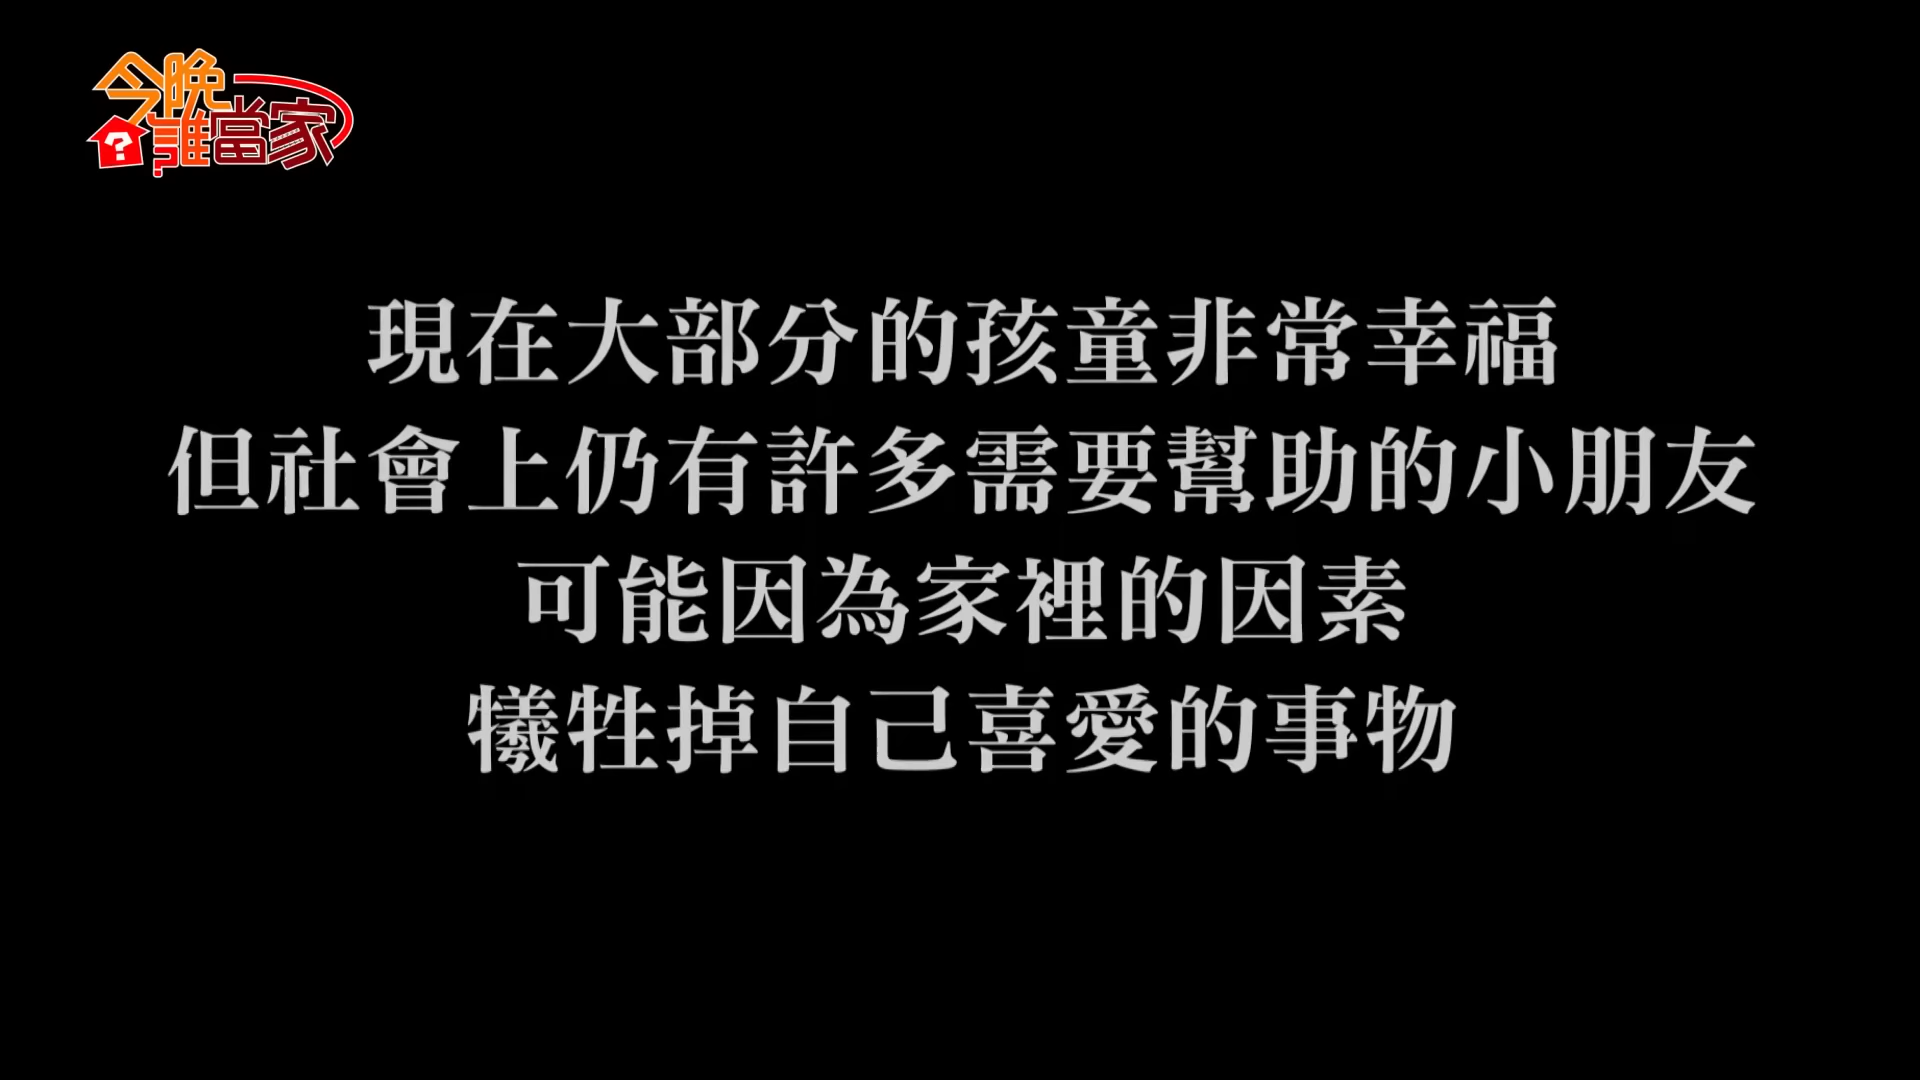 今晚
誰當家
?
現在大部分的孩童非常幸福
但社會上仍有許多需要幫助的小朋友
可能因為家裡的因素
犧牲掉自己喜愛的事物